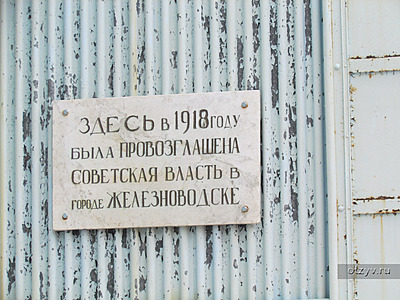 ЗДЕСЬ в 1918 году
БЫЛА ПРОВОЗГЛАШЕНА
СОВЕТСКАЯ ВЛАСТЬ В
городе ЖЕЛЕЗНОВОДСКЕ
otzyv.ru